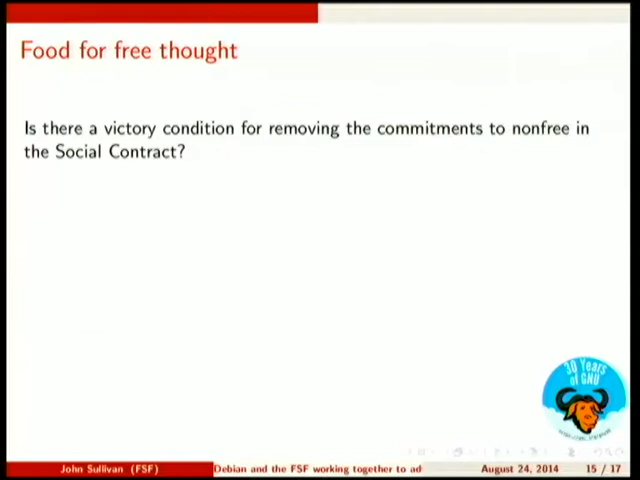 Food for free thought
Is there a victory condition for removing the commitments to nonfree in
the Social Contract?
30 Years
of GNU
John Sullivan (FSF)
Debian and the FSF working together to ad
August 24, 2014
15 / 17